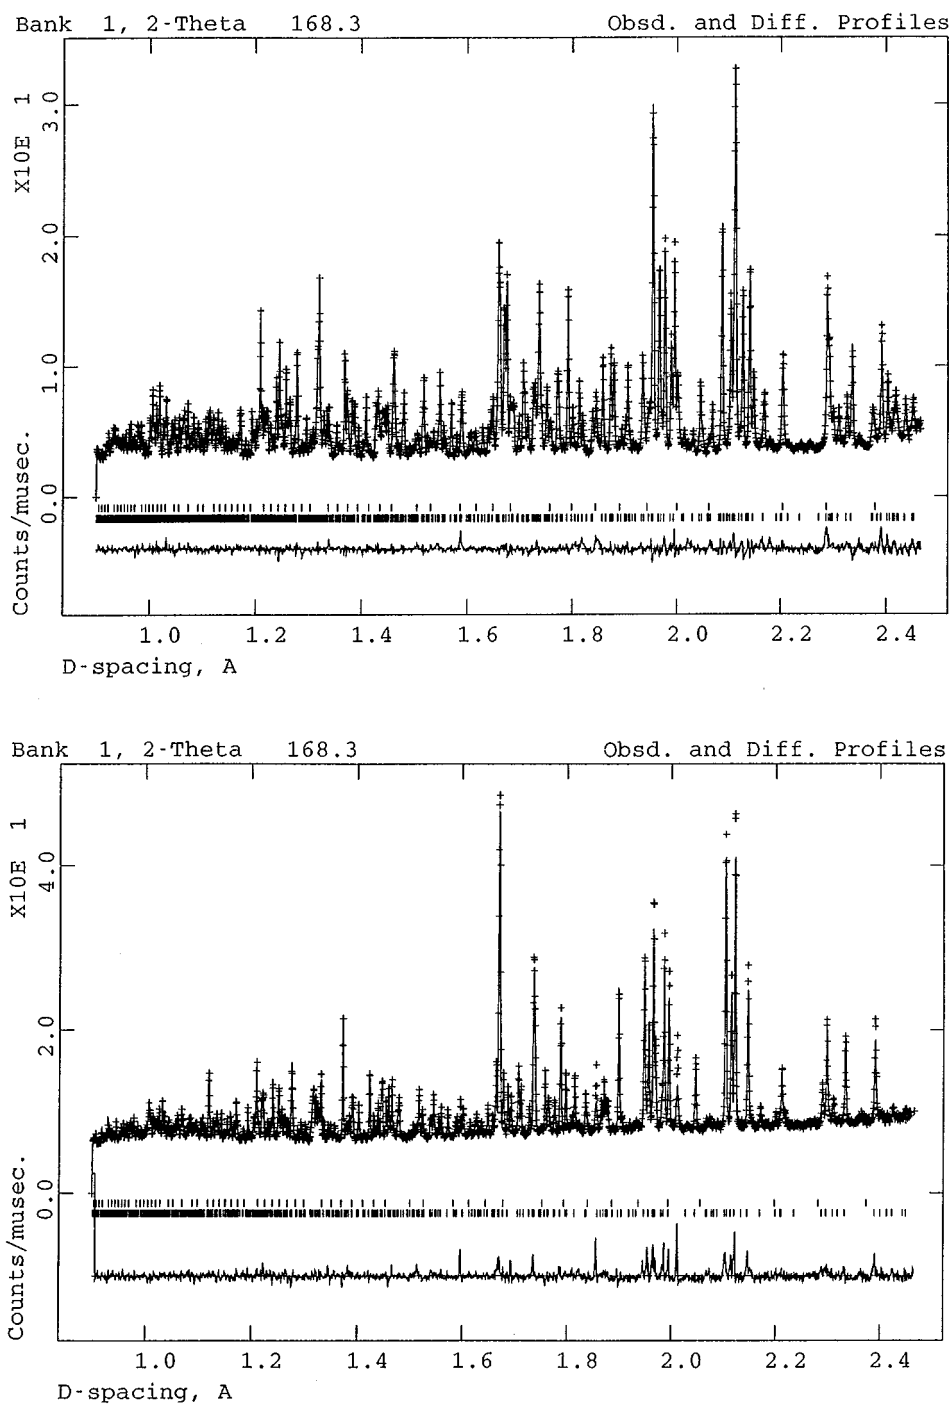 Bank 1, 2-Theta 168.3 Obsd. and Diff. Profiles
X10E 1
Counts/musec.
3.0
2.0
1.0
0.0
1.0 1.2 1.4 1.6 1.8 2.0 2.2 2.4
D-spacing, A
Bank 1, 2-Theta 168.3 Obsd. and Diff. Profiles
X10E 1
Counts/musec.
4.0
2.0
0.0
1.0 1.2 1.4 1.6 1.8 2.0 2.2 2.4
D-spacing, A